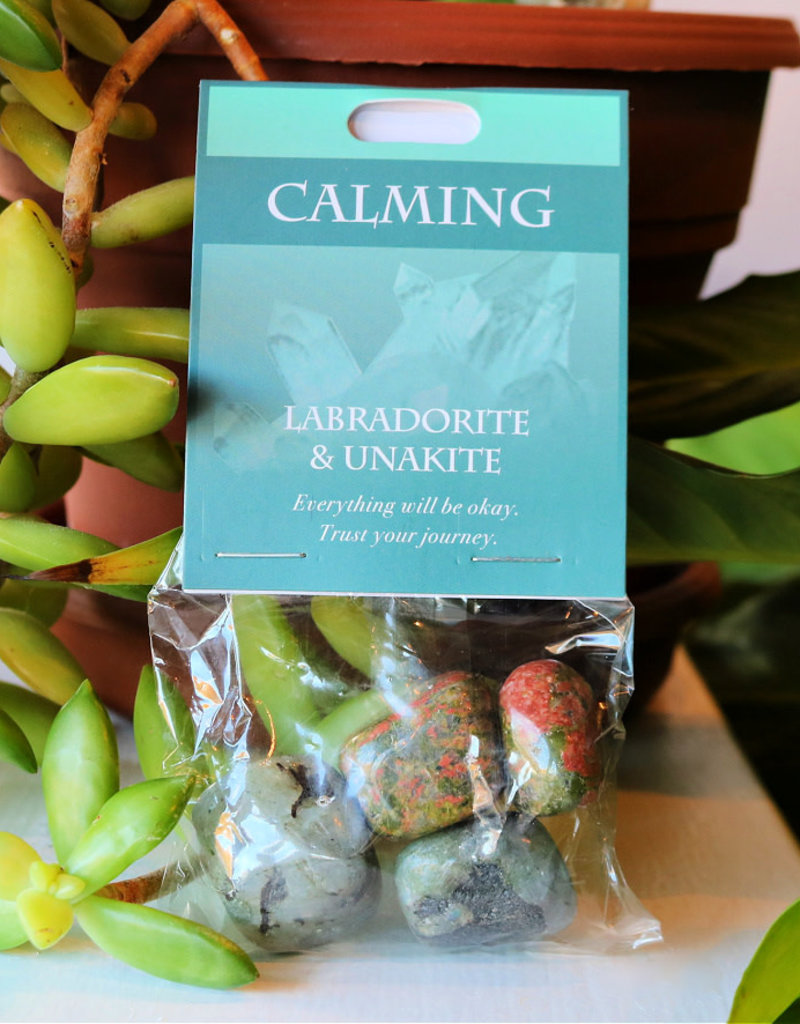 CALMING
LABRADORITE
& UNAKITE
Everything will be okay.
Trust your journey.